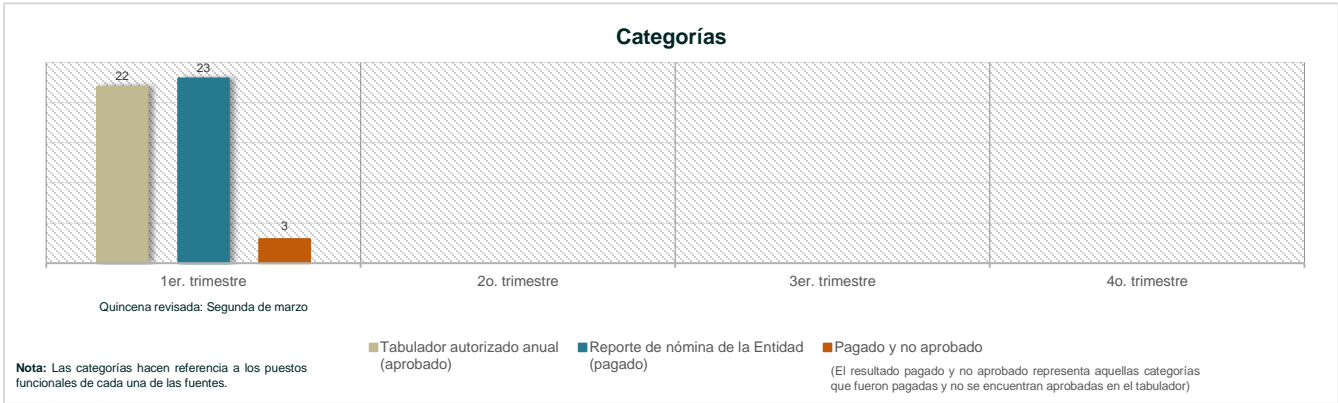 Categorías
22
23
3
1er. trimestre
2o. trimestre
3er. trimestre
4o. trimestre
Quincena revisada: Segunda de marzo
Tabulador autorizado anual
(aprobado)
Reporte de nómina de la Entidad
(pagado)
Pagado y no aprobado
(El resultado pagado y no aprobado representa aquellas categorías
que fueron pagadas y no se encuentran aprobadas en el tabulador)
Nota: Las categorías hacen referencia a los puestos
funcionales de cada una de las fuentes.